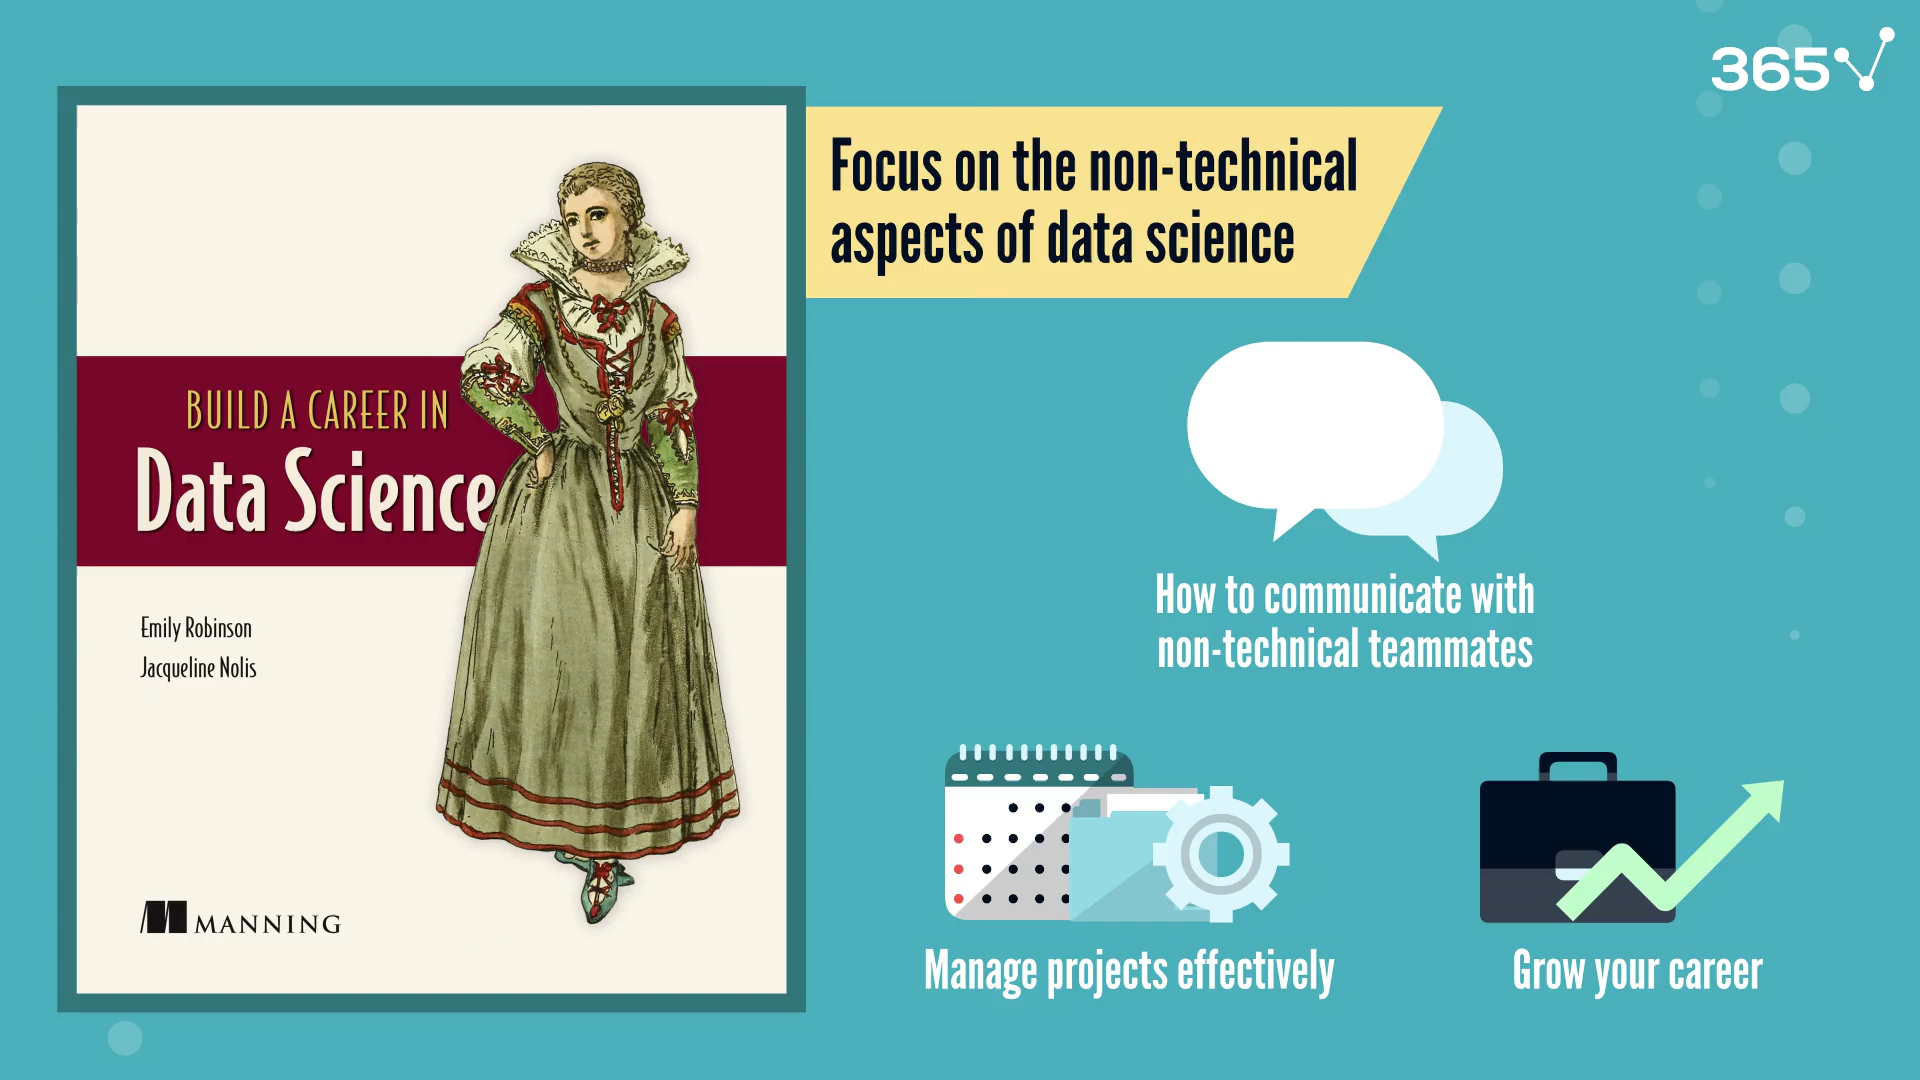 365
BUILD A CAREER IN
Data Science
Emily Robinson
Jacqueline Nolis
MANNING
Focus on the non-technical
aspects of data science
How to communicate with
non-technical teammates
Manage projects effectively
Grow your career